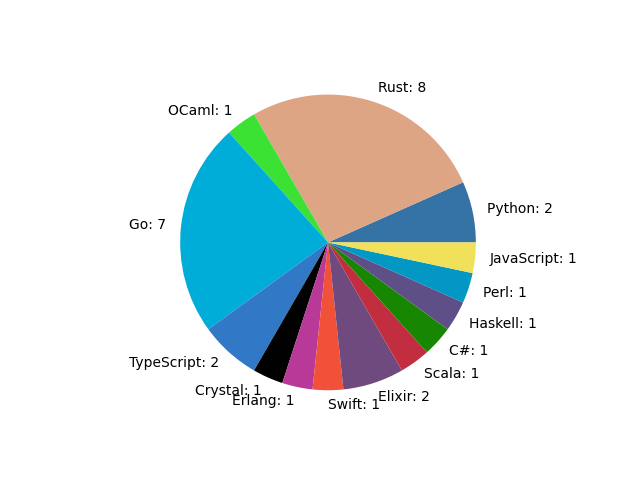 Rust: 8
OCaml: 1
Python: 2
Go: 7
JavaScript: 1
Perl: 1
Haskell: 1
C#: 1
TypeScript: 2
Scala: 1
Crystal: 1
Elixir: 2
Erlang: 1
Swift: 1